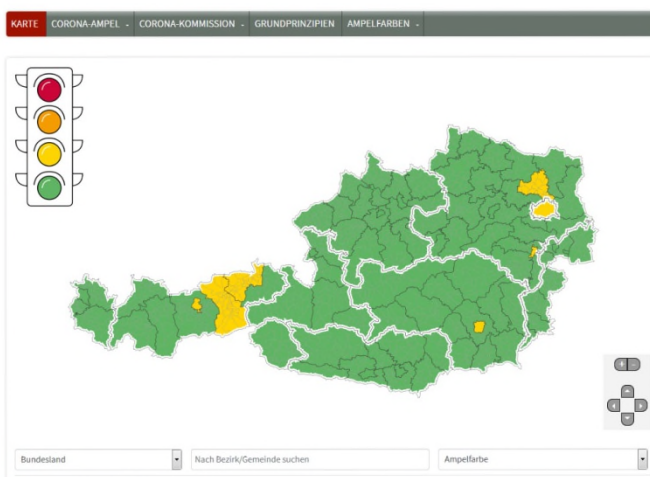 KARTE CORONA-AMPEL - CORONA-KOMMISSION - GRUNDPRINZIPIEN AMPELFARBEN -
Bundesland Nach Bezirk/Gemeinde suchen Ampelfarbe